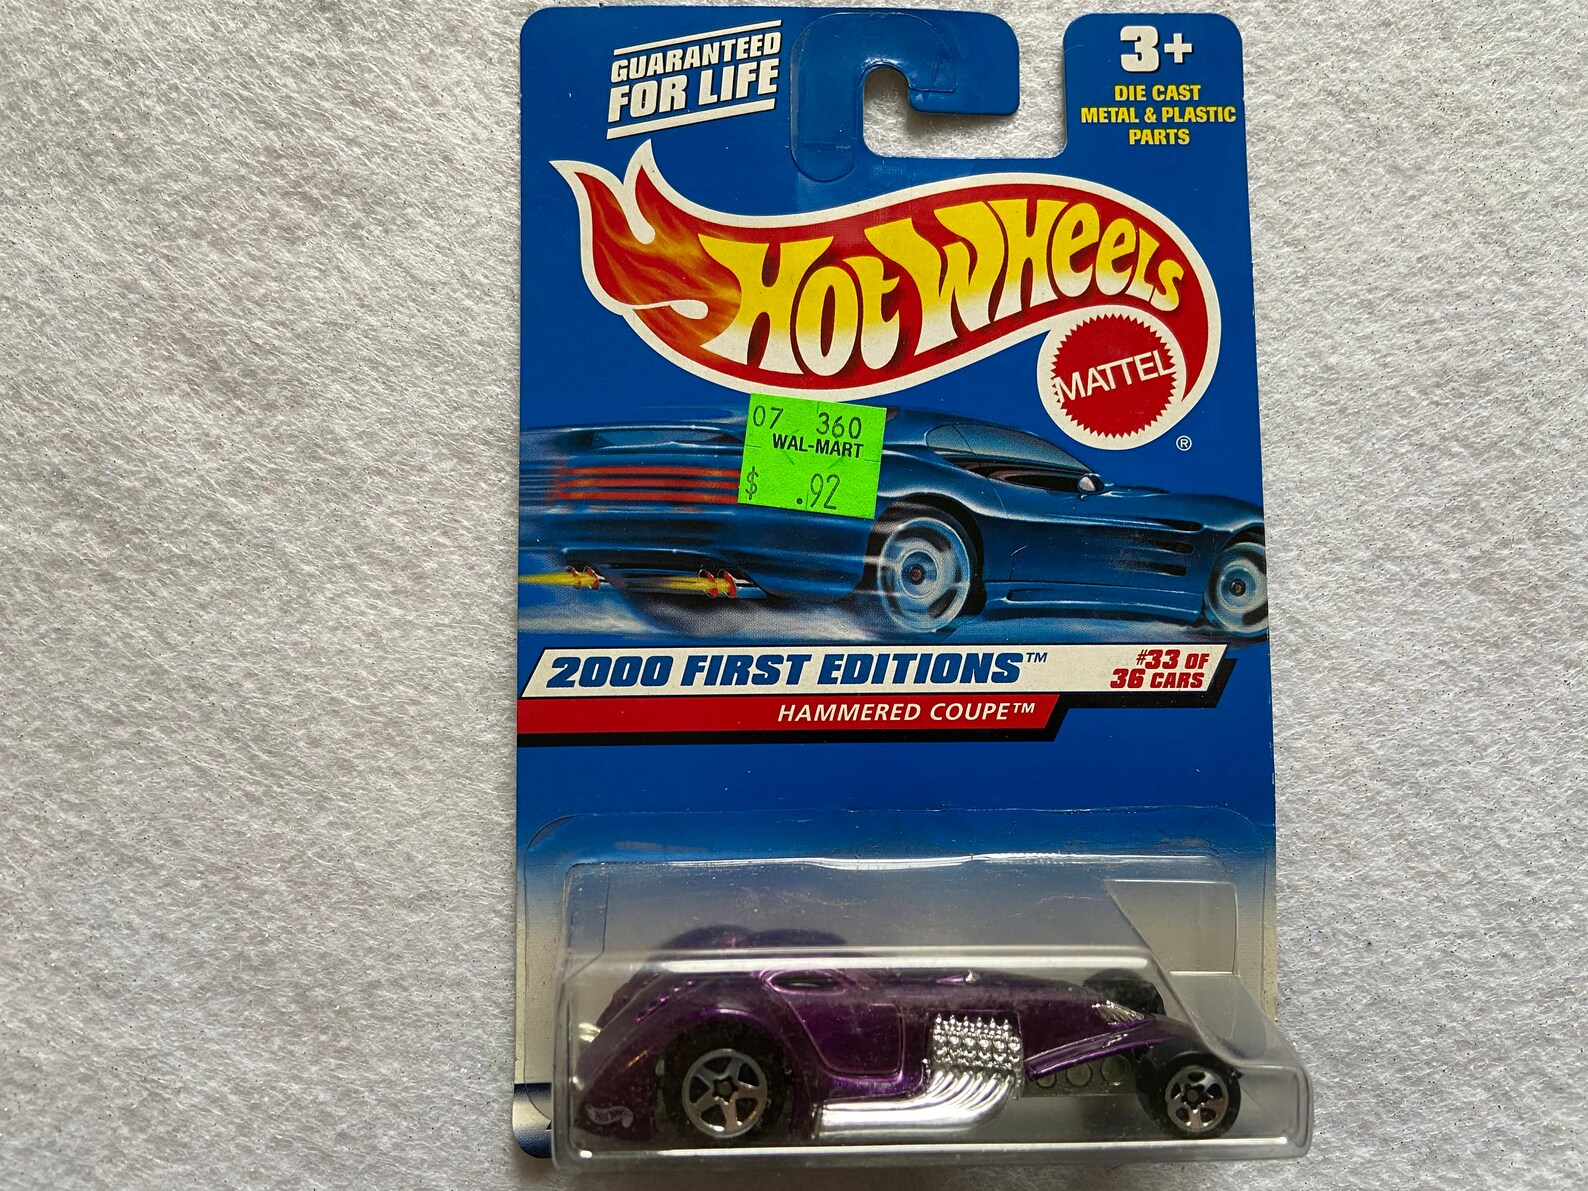 GUARANTEED
FOR LIFE
3+
DIE CAST
METAL & PLASTIC
PARTS
HOT WHEELS
MATTEL
®
07 360
WAL-MART
$ .92
2000 FIRST EDITIONS™
#33 OF
36 CARS
HAMMERED COUPE™